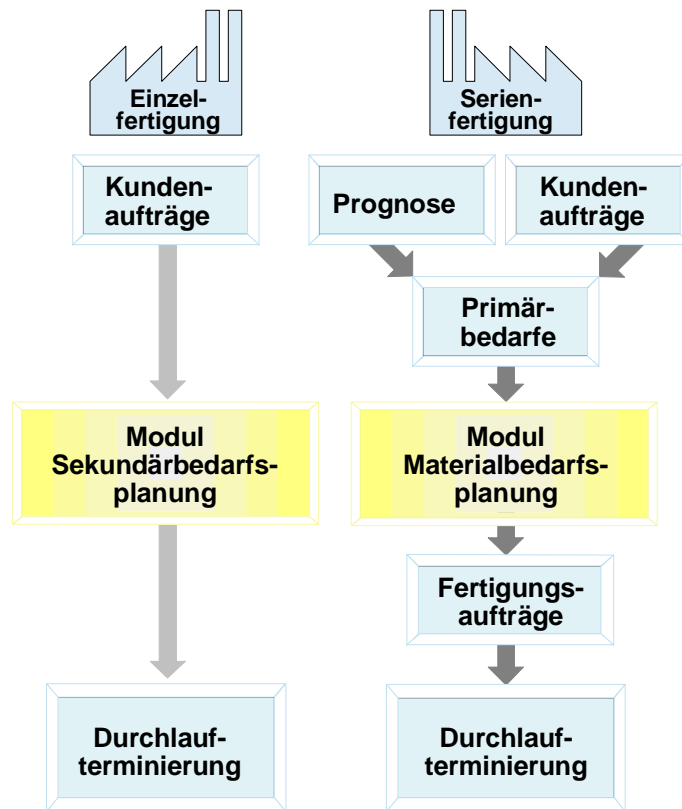 Einzel-
fertigung
Kunden-
aufträge
Modul
Sekundärbedarfs-
planung
Durchlauf-
terminierung
Serien-
fertigung
Prognose
Kunden-
aufträge
Primär-
bedarfe
Modul
Materialbedarfs-
planung
Fertigungs-
aufträge
Durchlauf-
terminierung